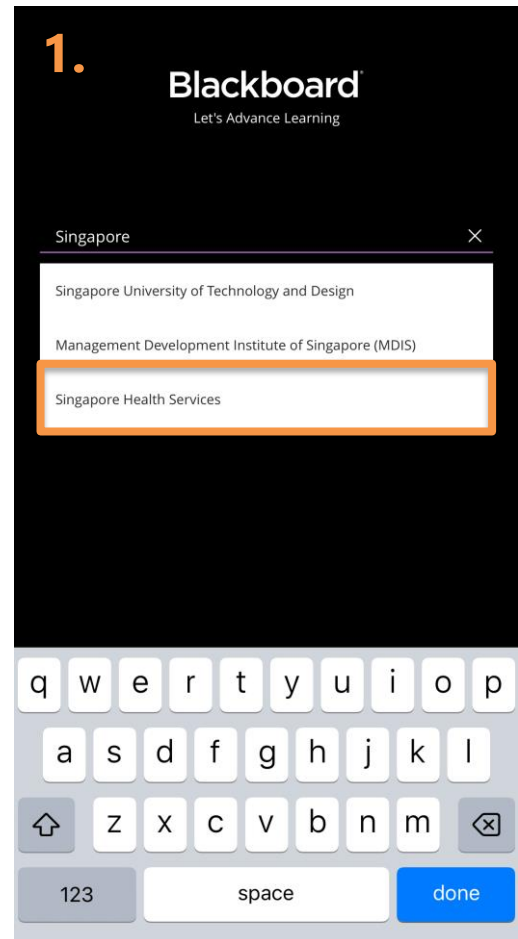 1.
Blackboard
Let's Advance Learning
Singapore
Singapore University of Technology and Design
Management Development Institute of Singapore (MDIS)
Singapore Health Services
q w e r t y u i o p
a s d f g h j k l
z x c v b n m
123 space done